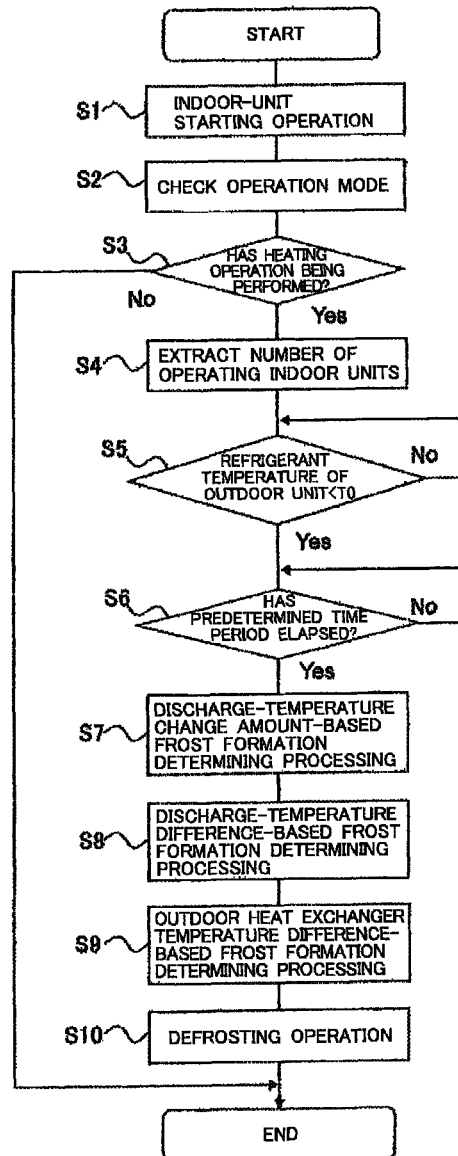 START
S1
INDOOR-UNIT
STARTING OPERATION
S2
CHECK OPERATION MODE
S3
HAS HEATING
OPERATION BEING
PERFORMED?
No
Yes
S4
EXTRACT NUMBER OF
OPERATING INDOOR UNITS
S5
REFRIGERANT
TEMPERATURE OF
OUTDOOR UNIT<T0
No
Yes
S6
HAS
PREDETERMINED TIME
PERIOD ELAPSED?
No
Yes
S7
DISCHARGE-TEMPERATURE
CHANGE AMOUNT-BASED
FROST FORMATION
DETERMINING PROCESSING
S8
DISCHARGE-TEMPERATURE
DIFFERENCE-BASED FROST
FORMATION DETERMINING
PROCESSING
S9
OUTDOOR HEAT EXCHANGER
TEMPERATURE DIFFERENCE-
BASED FROST FORMATION
DETERMINING PROCESSING
S10
DEFROSTING OPERATION
END